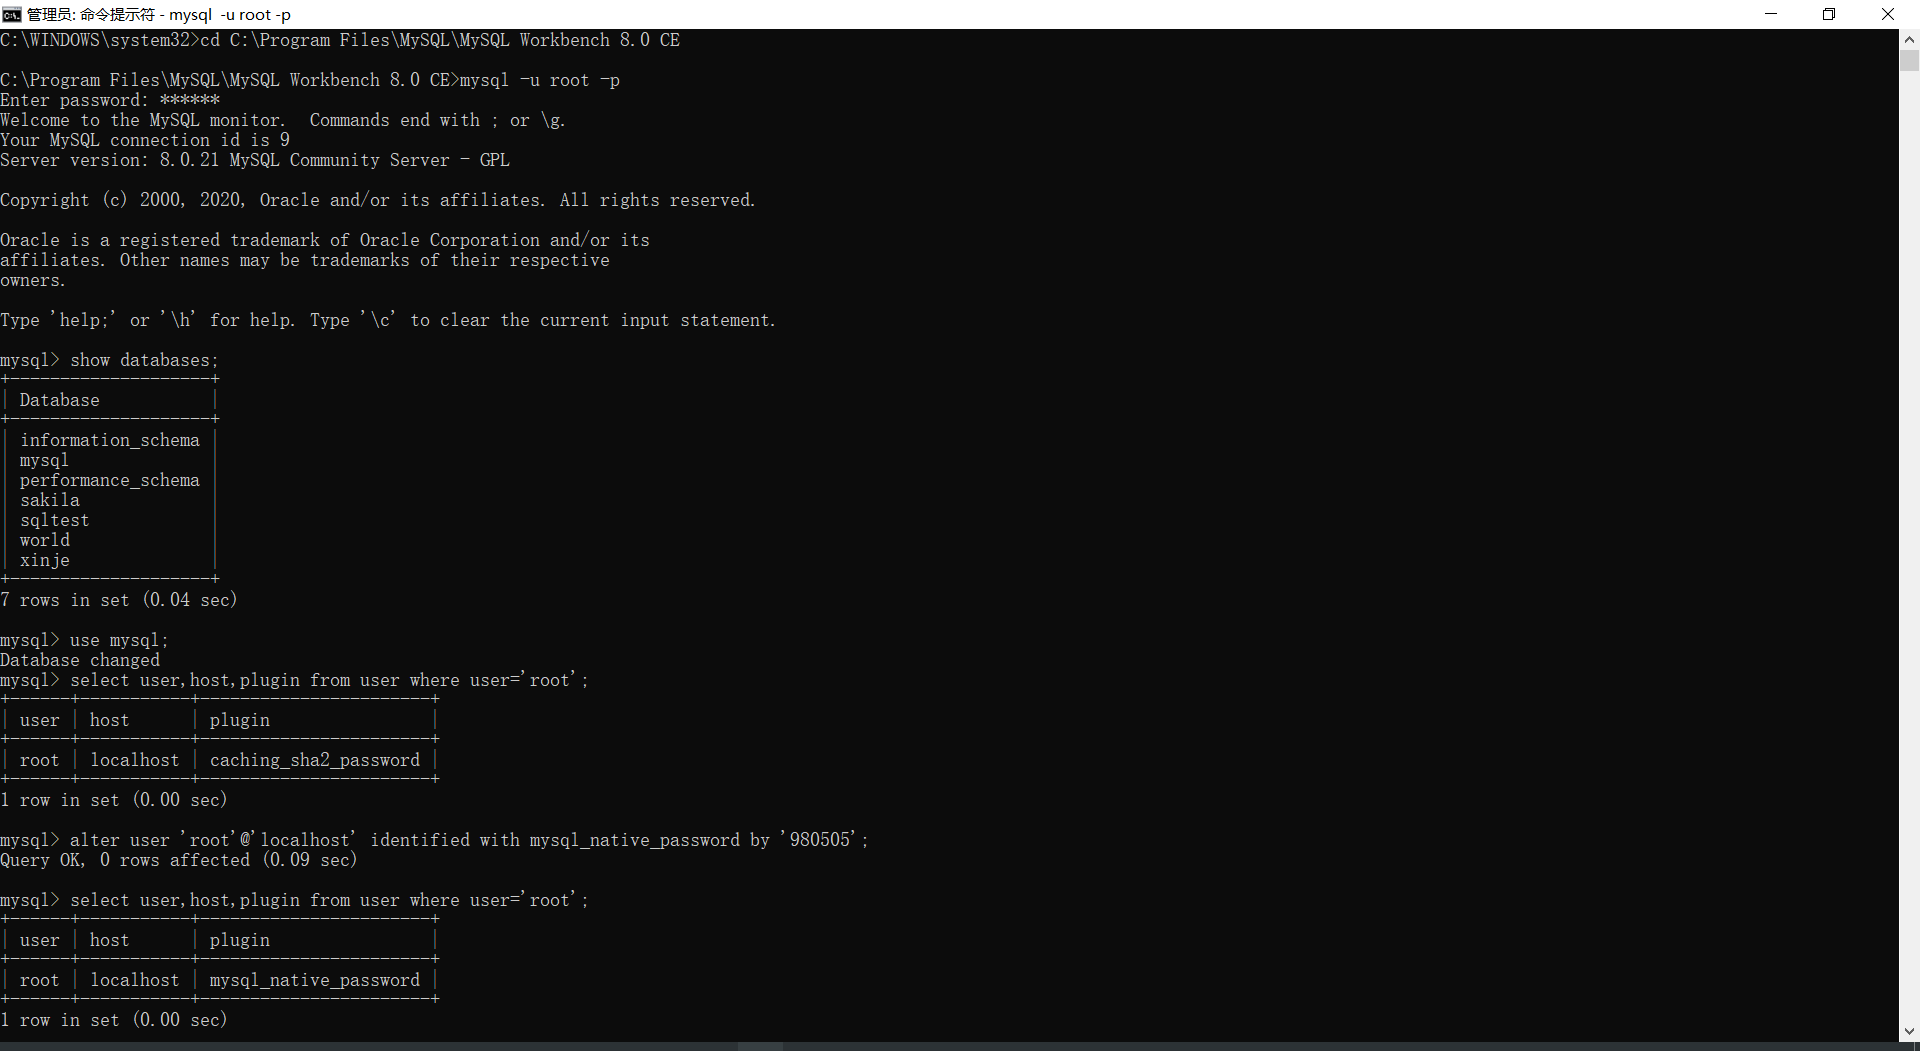 管理员: 命令提示符 - mysql  -u root -p
C:\WINDOWS\system32>cd C:\Program Files\MySQL\MySQL Workbench 8.0 CE
C:\Program Files\MySQL\MySQL Workbench 8.0 CE>mysql -u root -p
Enter password: ******
Welcome to the MySQL monitor.  Commands end with ; or \g.
Your MySQL connection id is 9
Server version: 8.0.21 MySQL Community Server - GPL
Copyright (c) 2000, 2020, Oracle and/or its affiliates. All rights reserved.
Oracle is a registered trademark of Oracle Corporation and/or its
affiliates. Other names may be trademarks of their respective
owners.
Type 'help;' or '\h' for help. Type '\c' to clear the current input statement.
mysql> show databases;
+--------------------+
| Database           |
+--------------------+
| information_schema |
| mysql              |
| performance_schema |
| sakila             |
| sqltest            |
| world              |
| xinje              |
+--------------------+
7 rows in set (0.04 sec)
mysql> use mysql;
Database changed
mysql> select user,host,plugin from user where user='root';
+------+-----------+-----------------------+
| user | host      | plugin                |
+------+-----------+-----------------------+
| root | localhost | caching_sha2_password |
+------+-----------+-----------------------+
1 row in set (0.00 sec)
mysql> alter user 'root'@'localhost' identified with mysql_native_password by '980505';
Query OK, 0 rows affected (0.09 sec)
mysql> select user,host,plugin from user where user='root';
+------+-----------+-----------------------+
| user | host      | plugin                |
+------+-----------+-----------------------+
| root | localhost | mysql_native_password |
+------+-----------+-----------------------+
1 row in set (0.00 sec)